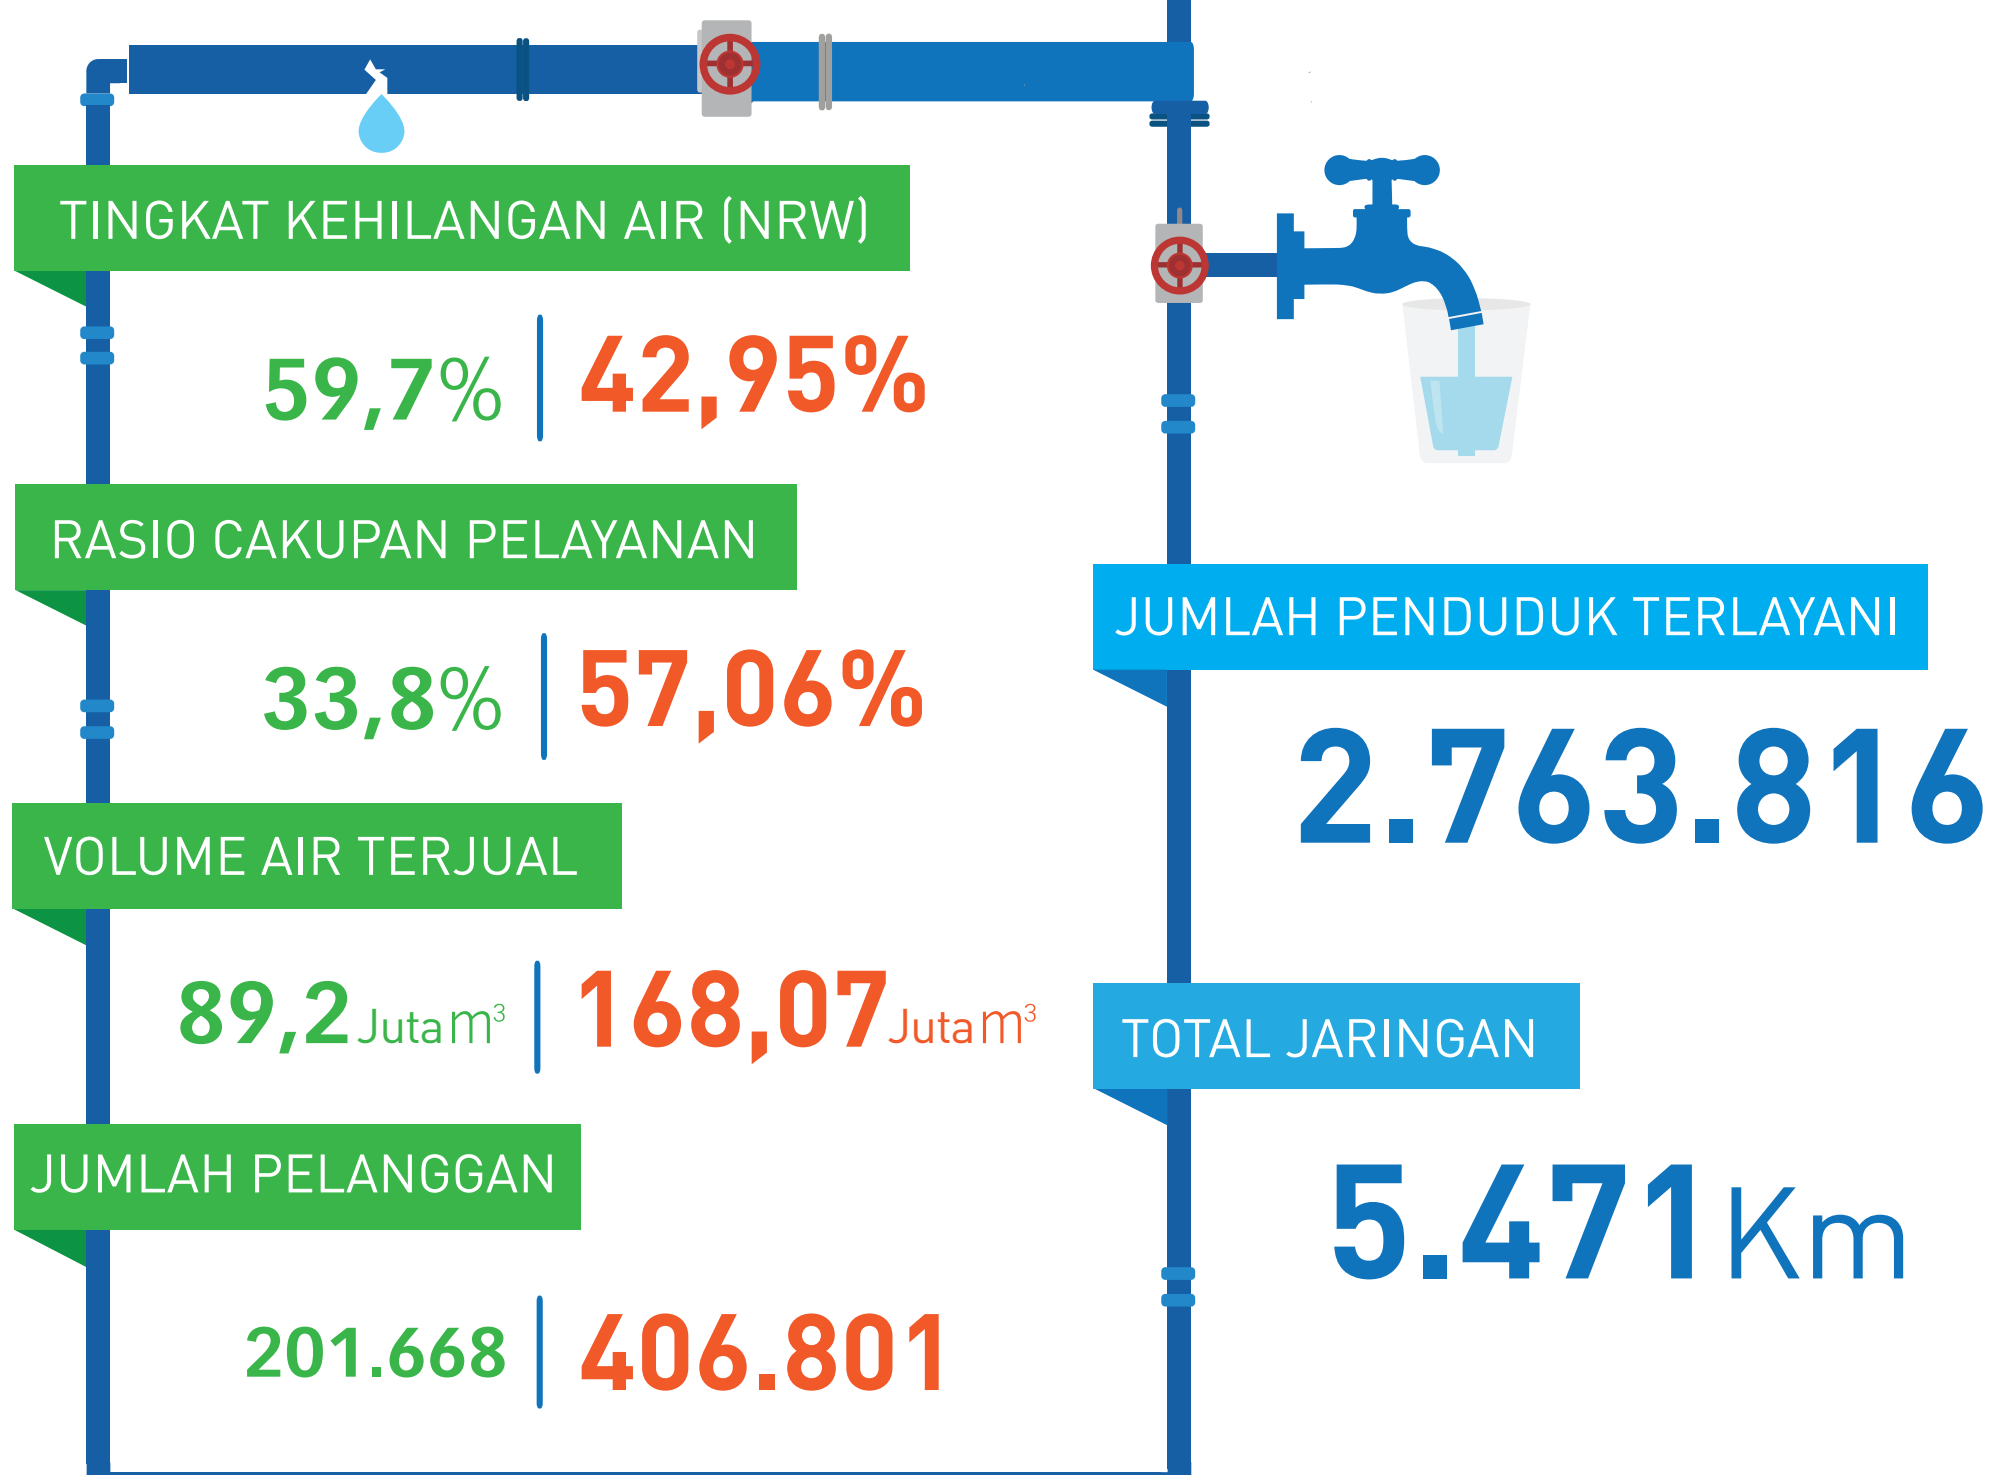 TINGKAT KEHILANGAN AIR (NRW)
59,7% 42,95%
RASIO CAKUPAN PELAYANAN
33,8% 57,06%
VOLUME AIR TERJUAL
89,2 Juta m³ 168,07 Juta m³
JUMLAH PELANGGAN
201.668 406.801
JUMLAH PENDUDUK TERLAYANI
2.763.816
TOTAL JARINGAN
5.471 Km